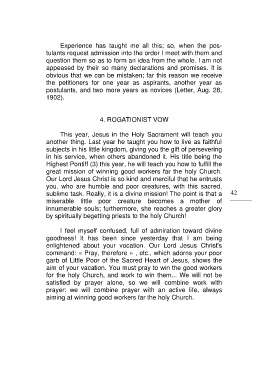 Experience has taught me all this; so, when the pos-
tulants request admission into the order I meet with them and
question them so as to form an idea from the whole. I am not
appeased by their so many declarations and promises. It is
obvious that we can be mistaken; far this reason we receive
the petitioners for one year as aspirants, another year as
postulants, and two more years as novices (Letter, Aug, 28,
1902).
4. ROGATIONIST VOW
This year, Jesus in the Holy Sacrament will teach you
another thing. Last year he taught you how to live as faithful
subjects in his little kingdom, giving you the gift of persevering
in his service, when others abandoned it. His title being the
Highest Pontiff (3) this year, he will teach you how to fulfill the
great mission of winning good workers far the holy Church.
Our Lord Jesus Christ is so kind and merciful that he entrusts
you, who are humble and poor creatures, with this sacred,
sublime task. Really, it is a divine mission! The point is that a
miserable little poor creature becomes a mother of
innumerable souls; furthermore, she reaches a greater glory
by spiritually begetting priests to the holy Church!
42
I feel myself confused, full of admiration toward divine
goodness! It has been since yesterday that I am being
enlightened about your vocation. Our Lord Jesus Christ's
command: « Pray, therefore » , etc., which adorns your poor
garb of Little Poor of the Sacred Heart of Jesus, shows the
aim of your vacation. You must pray to win the good workers
for the holy Church, and work to win them... We will not be
satisfied by prayer alone, so we will combine work with
prayer: we will combine prayer with an active life, always
aiming at winning good workers far the holy Church.